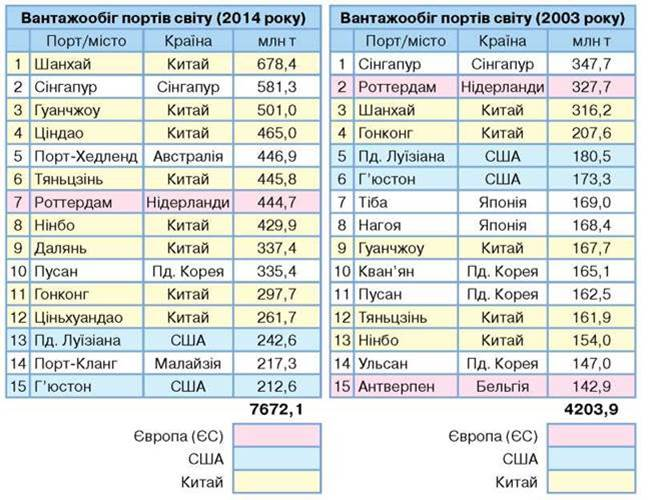 Вантажообіг портів світу (2014 року)
Порт/місто Країна млн т
1 Шанхай Китай 678,4
2 Сінгапур Сінгапур 581,3
3 Гуанчжоу Китай 501,0
4 Ціндао Китай 465,0
5 Порт-Хедленд Австралія 446,9
6 Тяньцзінь Китай 445,8
7 Роттердам Нідерланди 444,7
8 Нінбо Китай 429,9
9 Далянь Китай 337,4
10 Пусан Пд. Корея 335,4
11 Гонконг Китай 297,7
12 Ціньхуандао Китай 261,7
13 Пд. Луїзіана США 242,6
14 Порт-Кланг Малайзія 217,3
15 Г’юстон США 212,6
7672,1
Європа (ЄС)
США
Китай
Вантажообіг портів світу (2003 року)
Порт/місто Країна млн т
1 Сінгапур Сінгапур 347,7
2 Роттердам Нідерланди 327,7
3 Шанхай Китай 316,2
4 Гонконг Китай 207,6
5 Пд. Луїзіана США 180,5
6 Г’юстон США 173,3
7 Тіба Японія 169,0
8 Нагоя Японія 168,4
9 Гуанчжоу Китай 167,7
10 Кван’ян Пд. Корея 165,1
11 Пусан Пд. Корея 162,5
12 Тяньцзінь Китай 161,9
13 Нінбо Китай 154,0
14 Ульсан Пд. Корея 147,0
15 Антверпен Бельгія 142,9
4203,9
Європа (ЄС)
США
Китай